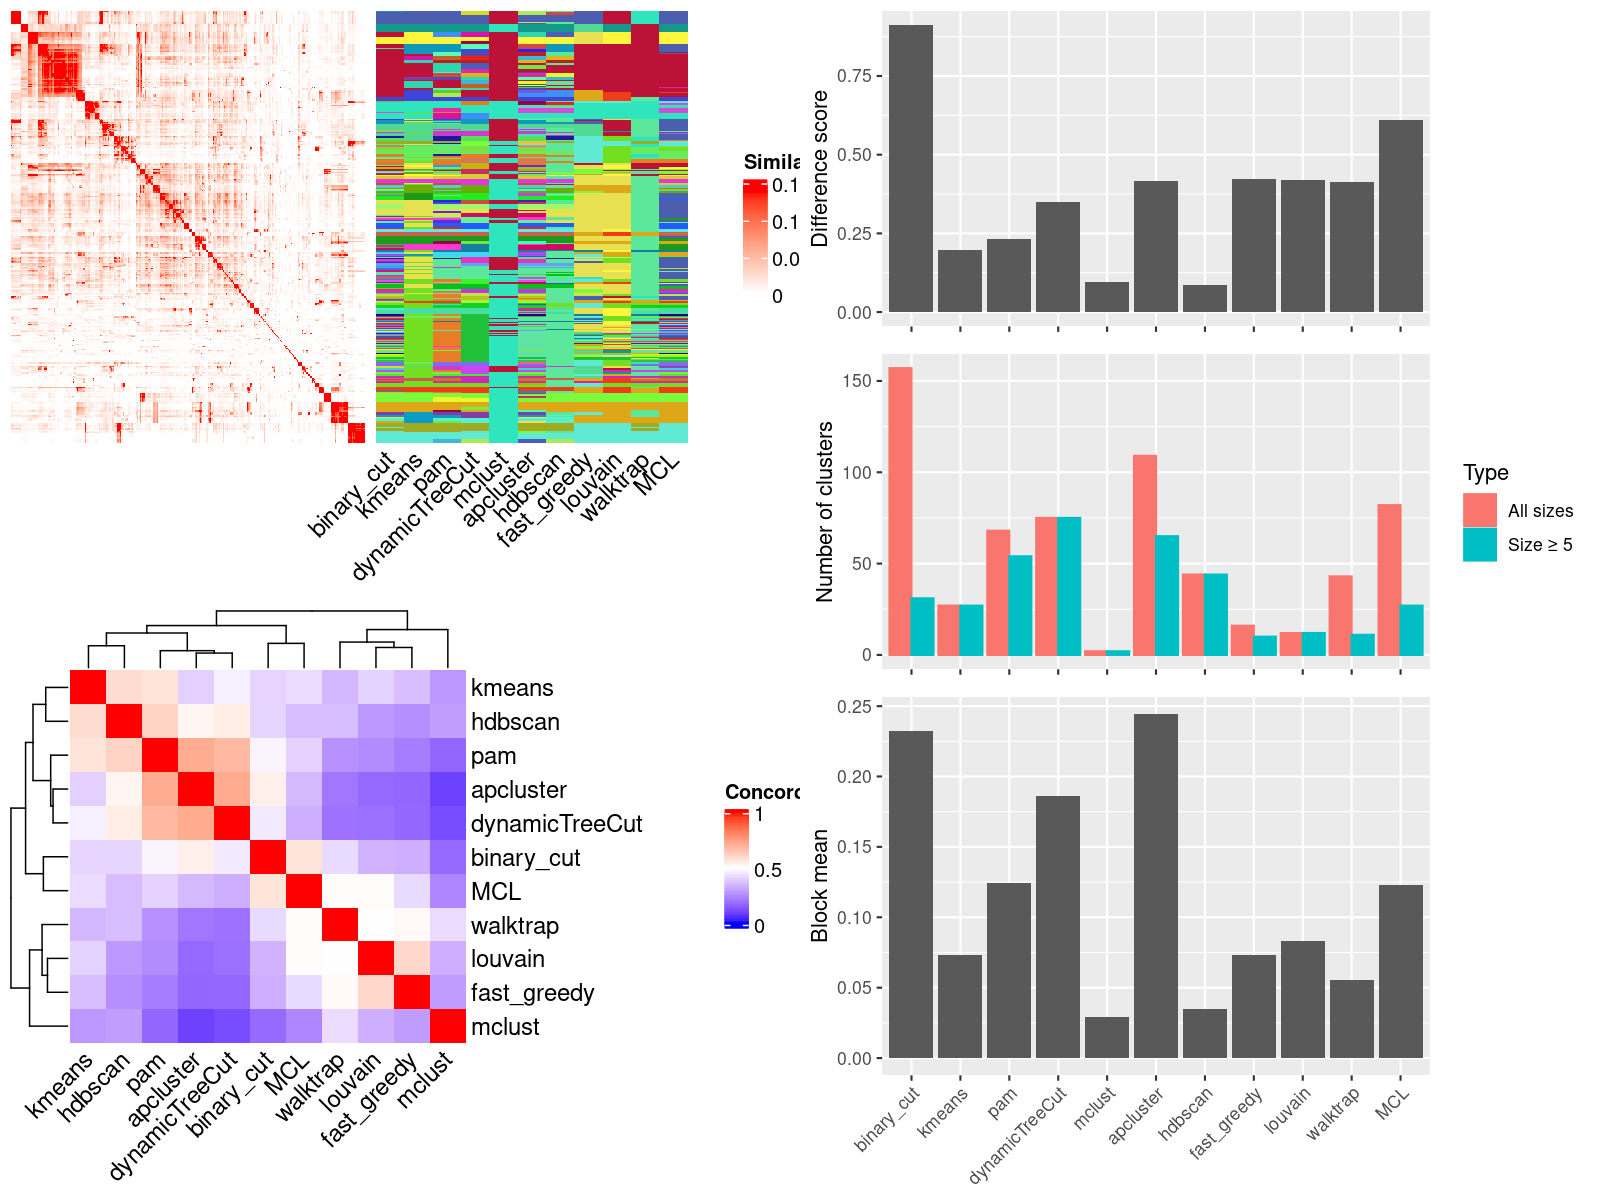 Simila
0.1
0.1
0.0
0
binary_cut
kmeans
pam
dynamicTreeCut
mclust
apcluster
hdbscan
fast_greedy
louvain
walktrap
MCL
kmeans
hdbscan
pam
apcluster
dynamicTreeCut
binary_cut
MCL
walktrap
louvain
fast_greedy
mclust
kmeans
hdbscan
pam
apcluster
dynamicTreeCut
binary_cut
MCL
walktrap
louvain
fast_greedy
mclust
Concord
1
0.5
0
Difference score
0.75
0.50
0.25
0.00
Number of clusters
150
100
50
0
Type
All sizes
Size ≥ 5
Block mean
0.25
0.20
0.15
0.10
0.05
0.00
binary_cut
kmeans
pam
dynamicTreeCut
mclust
apcluster
hdbscan
fast_greedy
louvain
walktrap
MCL